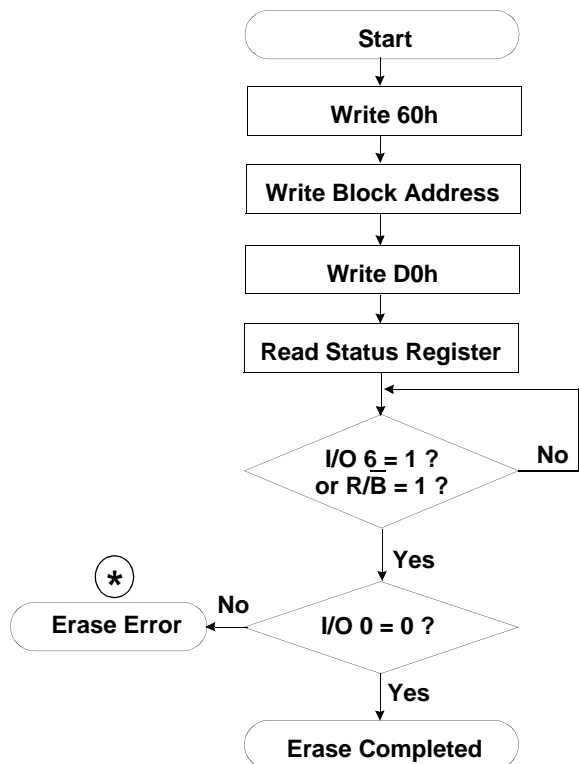 Start
Write 60h
Write Block Address
Write D0h
Read Status Register
I/O 6 = 1 ?
or R/B̅ = 1 ?
No
Yes
*
No
Erase Error
I/O 0 = 0 ?
Yes
Erase Completed